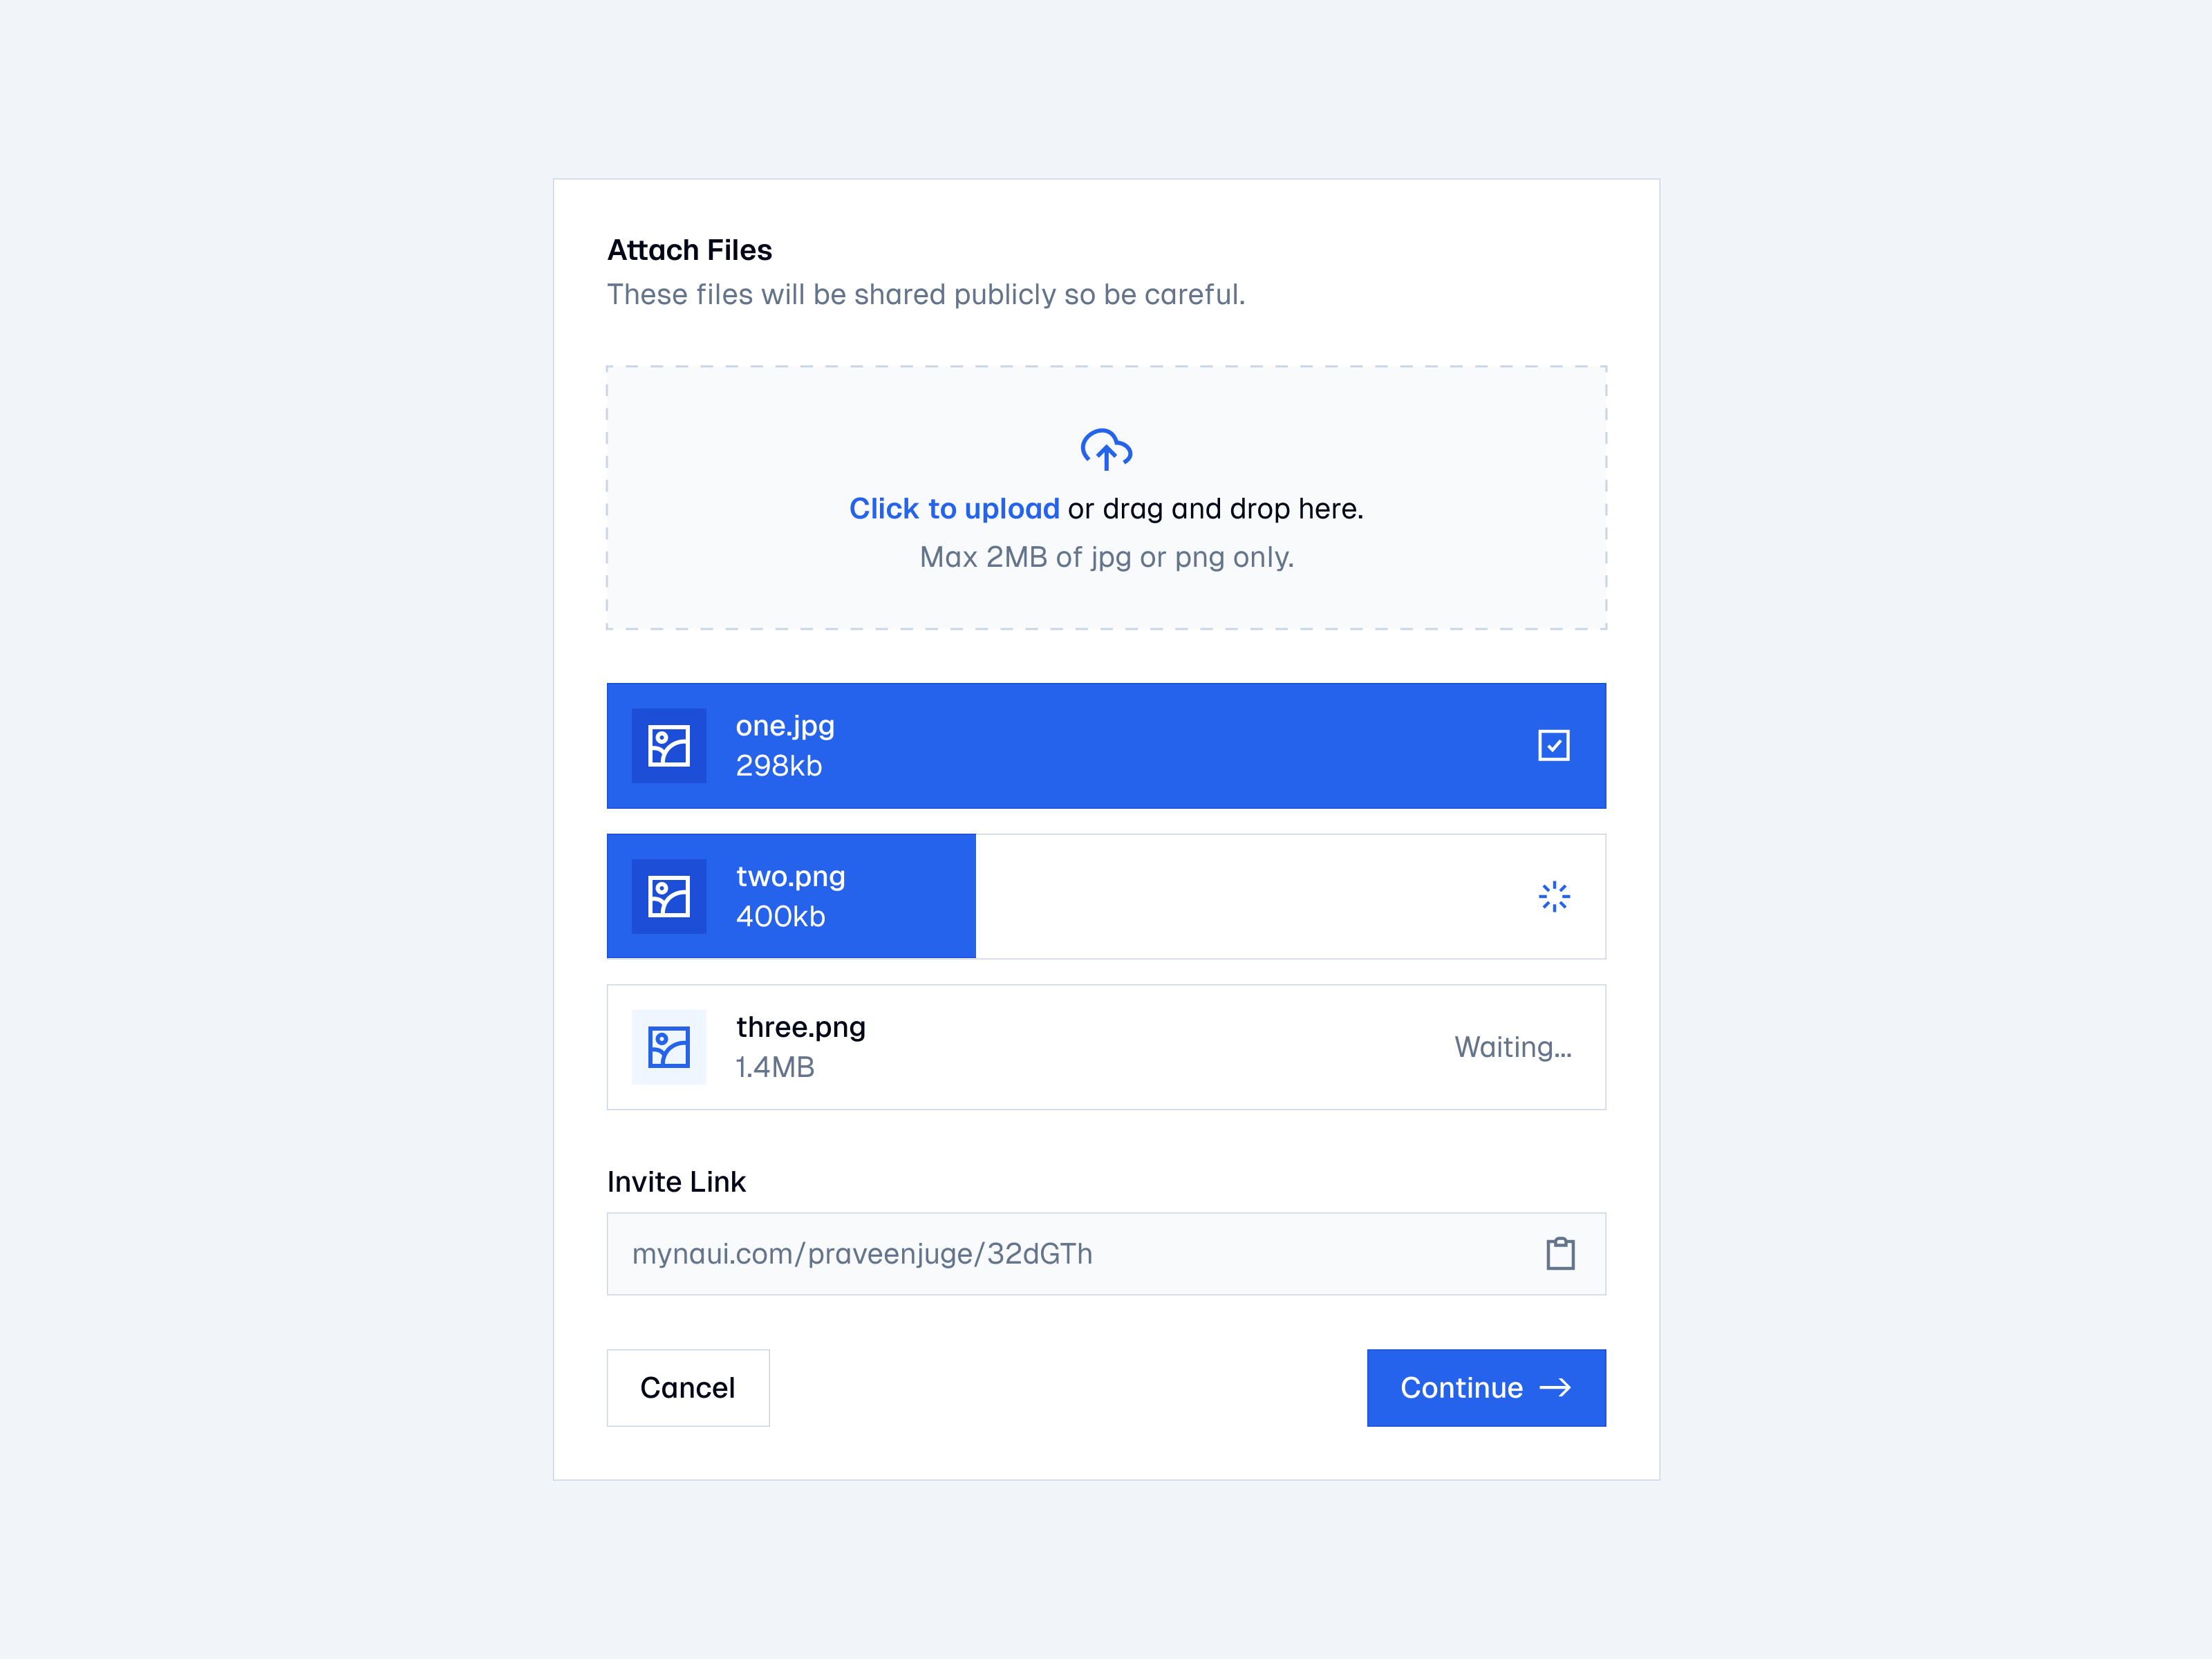 Attach Files
These files will be shared publicly so be careful.
Click to upload or drag and drop here.
Max 2MB of jpg or png only.
one.jpg
298kb
two.png
400kb
three.png
1.4MB
Waiting...
Invite Link
mynaui.com/praveenjuge/32dGTh
Cancel
Continue